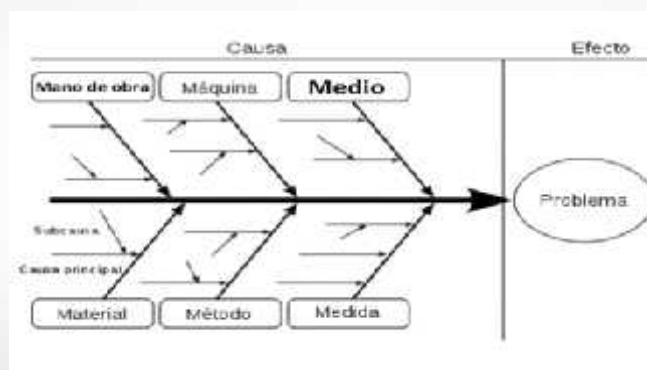 Causa Efecto
Mano de obra Máquina Medio
Problema
Subcausa
Causa principal
Material Método Medida